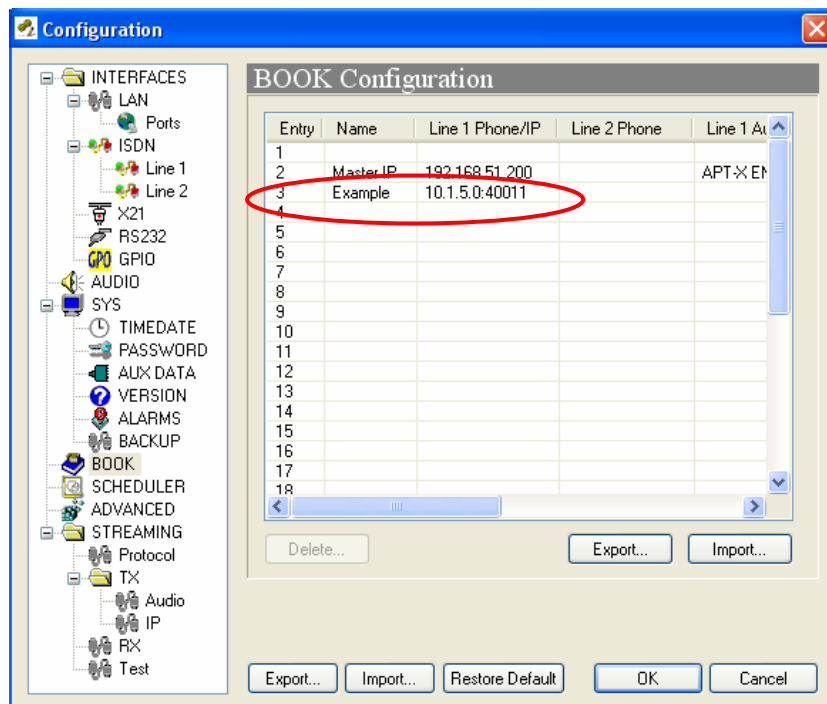 Configuration
INTERFACES
LAN
Ports
ISDN
Line 1
Line 2
X21
RS232
GPO GPIO
AUDIO
SYS
TIMEDATE
PASSWORD
AUX DATA
VERSION
ALARMS
BACKUP
BOOK
SCHEDULER
ADVANCED
STREAMING
Protocol
TX
Audio
IP
RX
Test
BOOK Configuration
Entry Name Line 1 Phone/IP Line 2 Phone Line 1 Au
1
2 Master IP 192.168.51.200 APT-X EN
3 Example 10.1.5.0:40011
4
5
6
7
8
9
10
11
12
13
14
15
16
17
18
Delete... Export... Import...
Export... Import... Restore Default OK Cancel